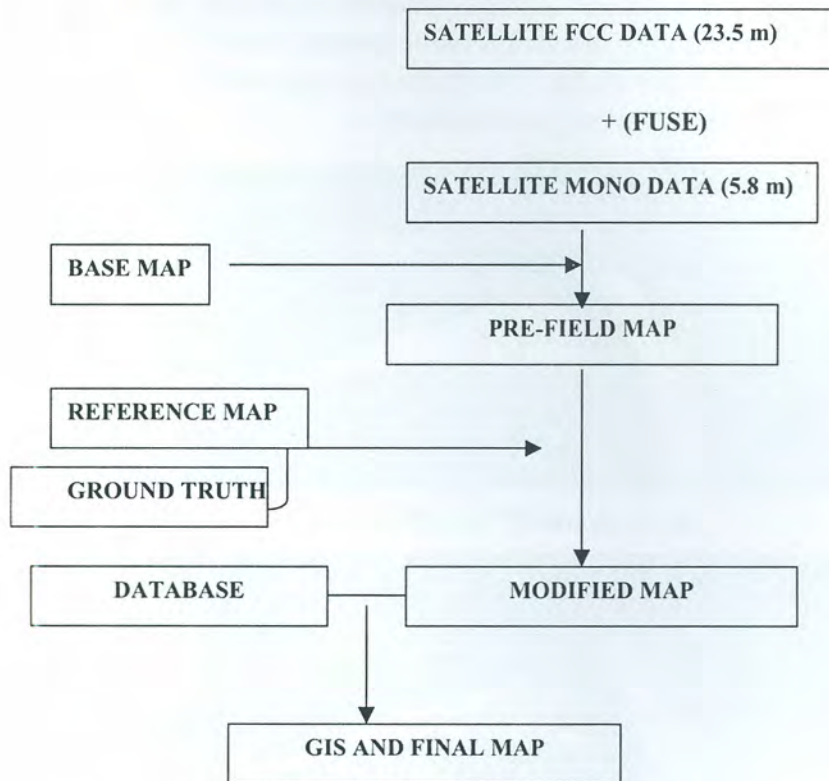 SATELLITE FCC DATA (23.5 m)
+ (FUSE)
SATELLITE MONO DATA (5.8 m)
BASE MAP
PRE-FIELD MAP
REFERENCE MAP
GROUND TRUTH
DATABASE
MODIFIED MAP
GIS AND FINAL MAP